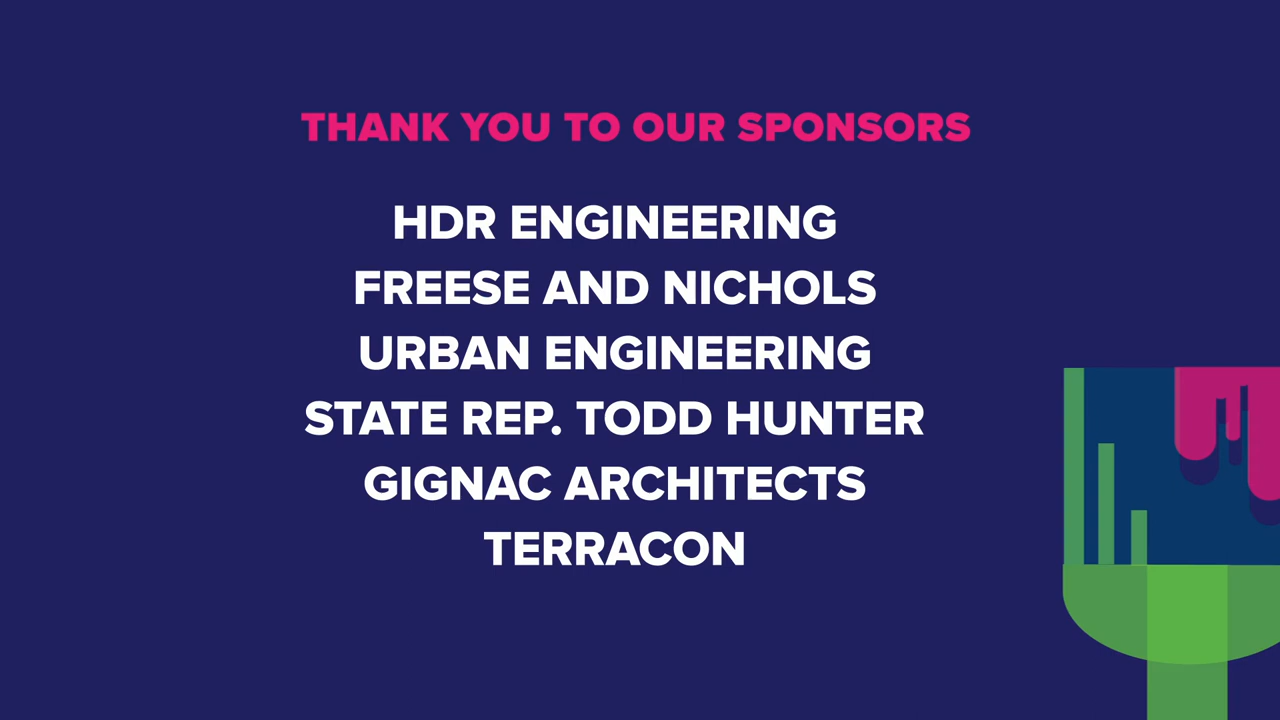 THANK YOU TO OUR SPONSORS
HDR ENGINEERING
FREESE AND NICHOLS
URBAN ENGINEERING
STATE REP. TODD HUNTER
GIGNAC ARCHITECTS
TERRACON